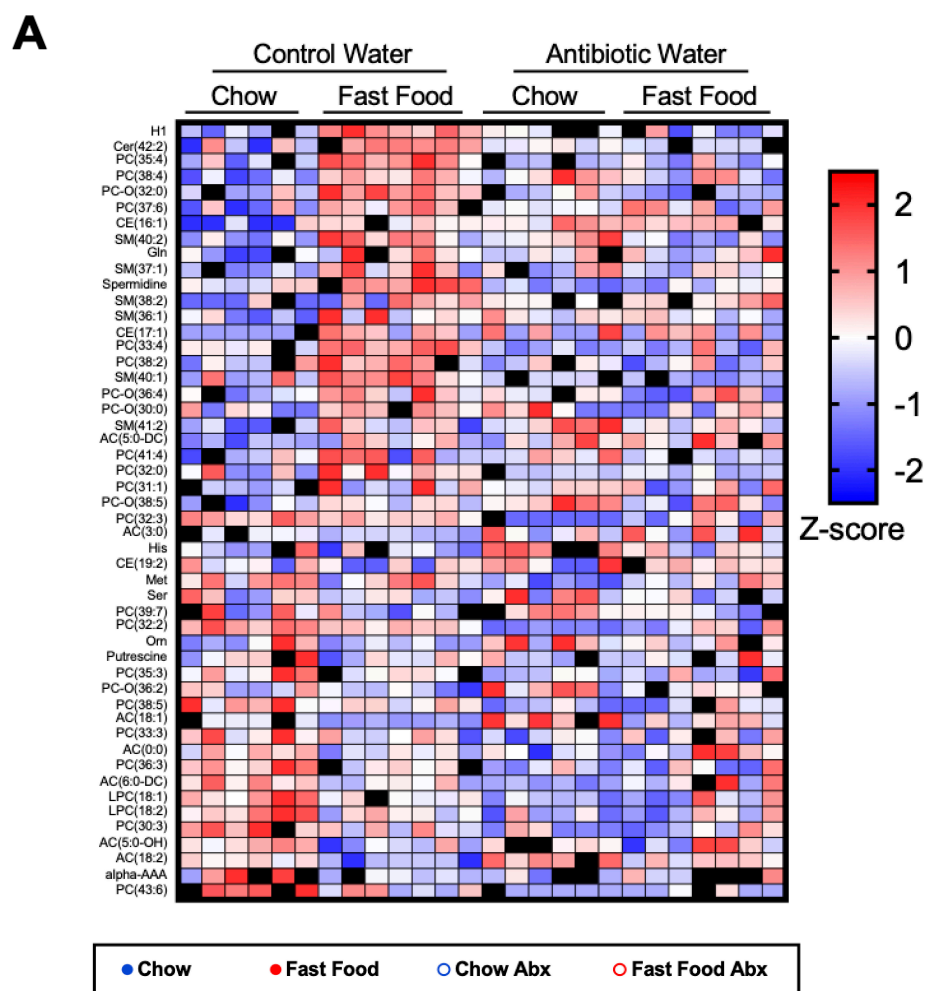 A
Control Water Antibiotic Water
Chow Fast Food Chow Fast Food
H1
Cer(42:2)
PC(35:4)
PC(38:4)
PC-O(32:0)
PC(37:6)
CE(16:1)
SM(40:2)
Gln
SM(37:1)
Spermidine
SM(38:2)
SM(36:1)
CE(17:1)
PC(33:4)
PC(38:2)
SM(40:1)
PC-O(36:4)
PC-O(30:0)
SM(41:2)
AC(5:0-DC)
PC(41:4)
PC(32:0)
PC(31:1)
PC-O(38:5)
PC(32:3)
AC(3:0)
His
CE(19:2)
Met
Ser
PC(39:7)
PC(32:2)
Orn
Putrescine
PC(35:3)
PC-O(36:2)
PC(38:5)
AC(18:1)
PC(33:3)
AC(0:0)
PC(36:3)
AC(6:0-DC)
LPC(18:1)
LPC(18:2)
PC(30:3)
AC(5:0-OH)
AC(18:2)
alpha-AAA
PC(43:6)
2
1
0
-1
-2
Z-score
Chow Fast Food Chow Abx Fast Food Abx